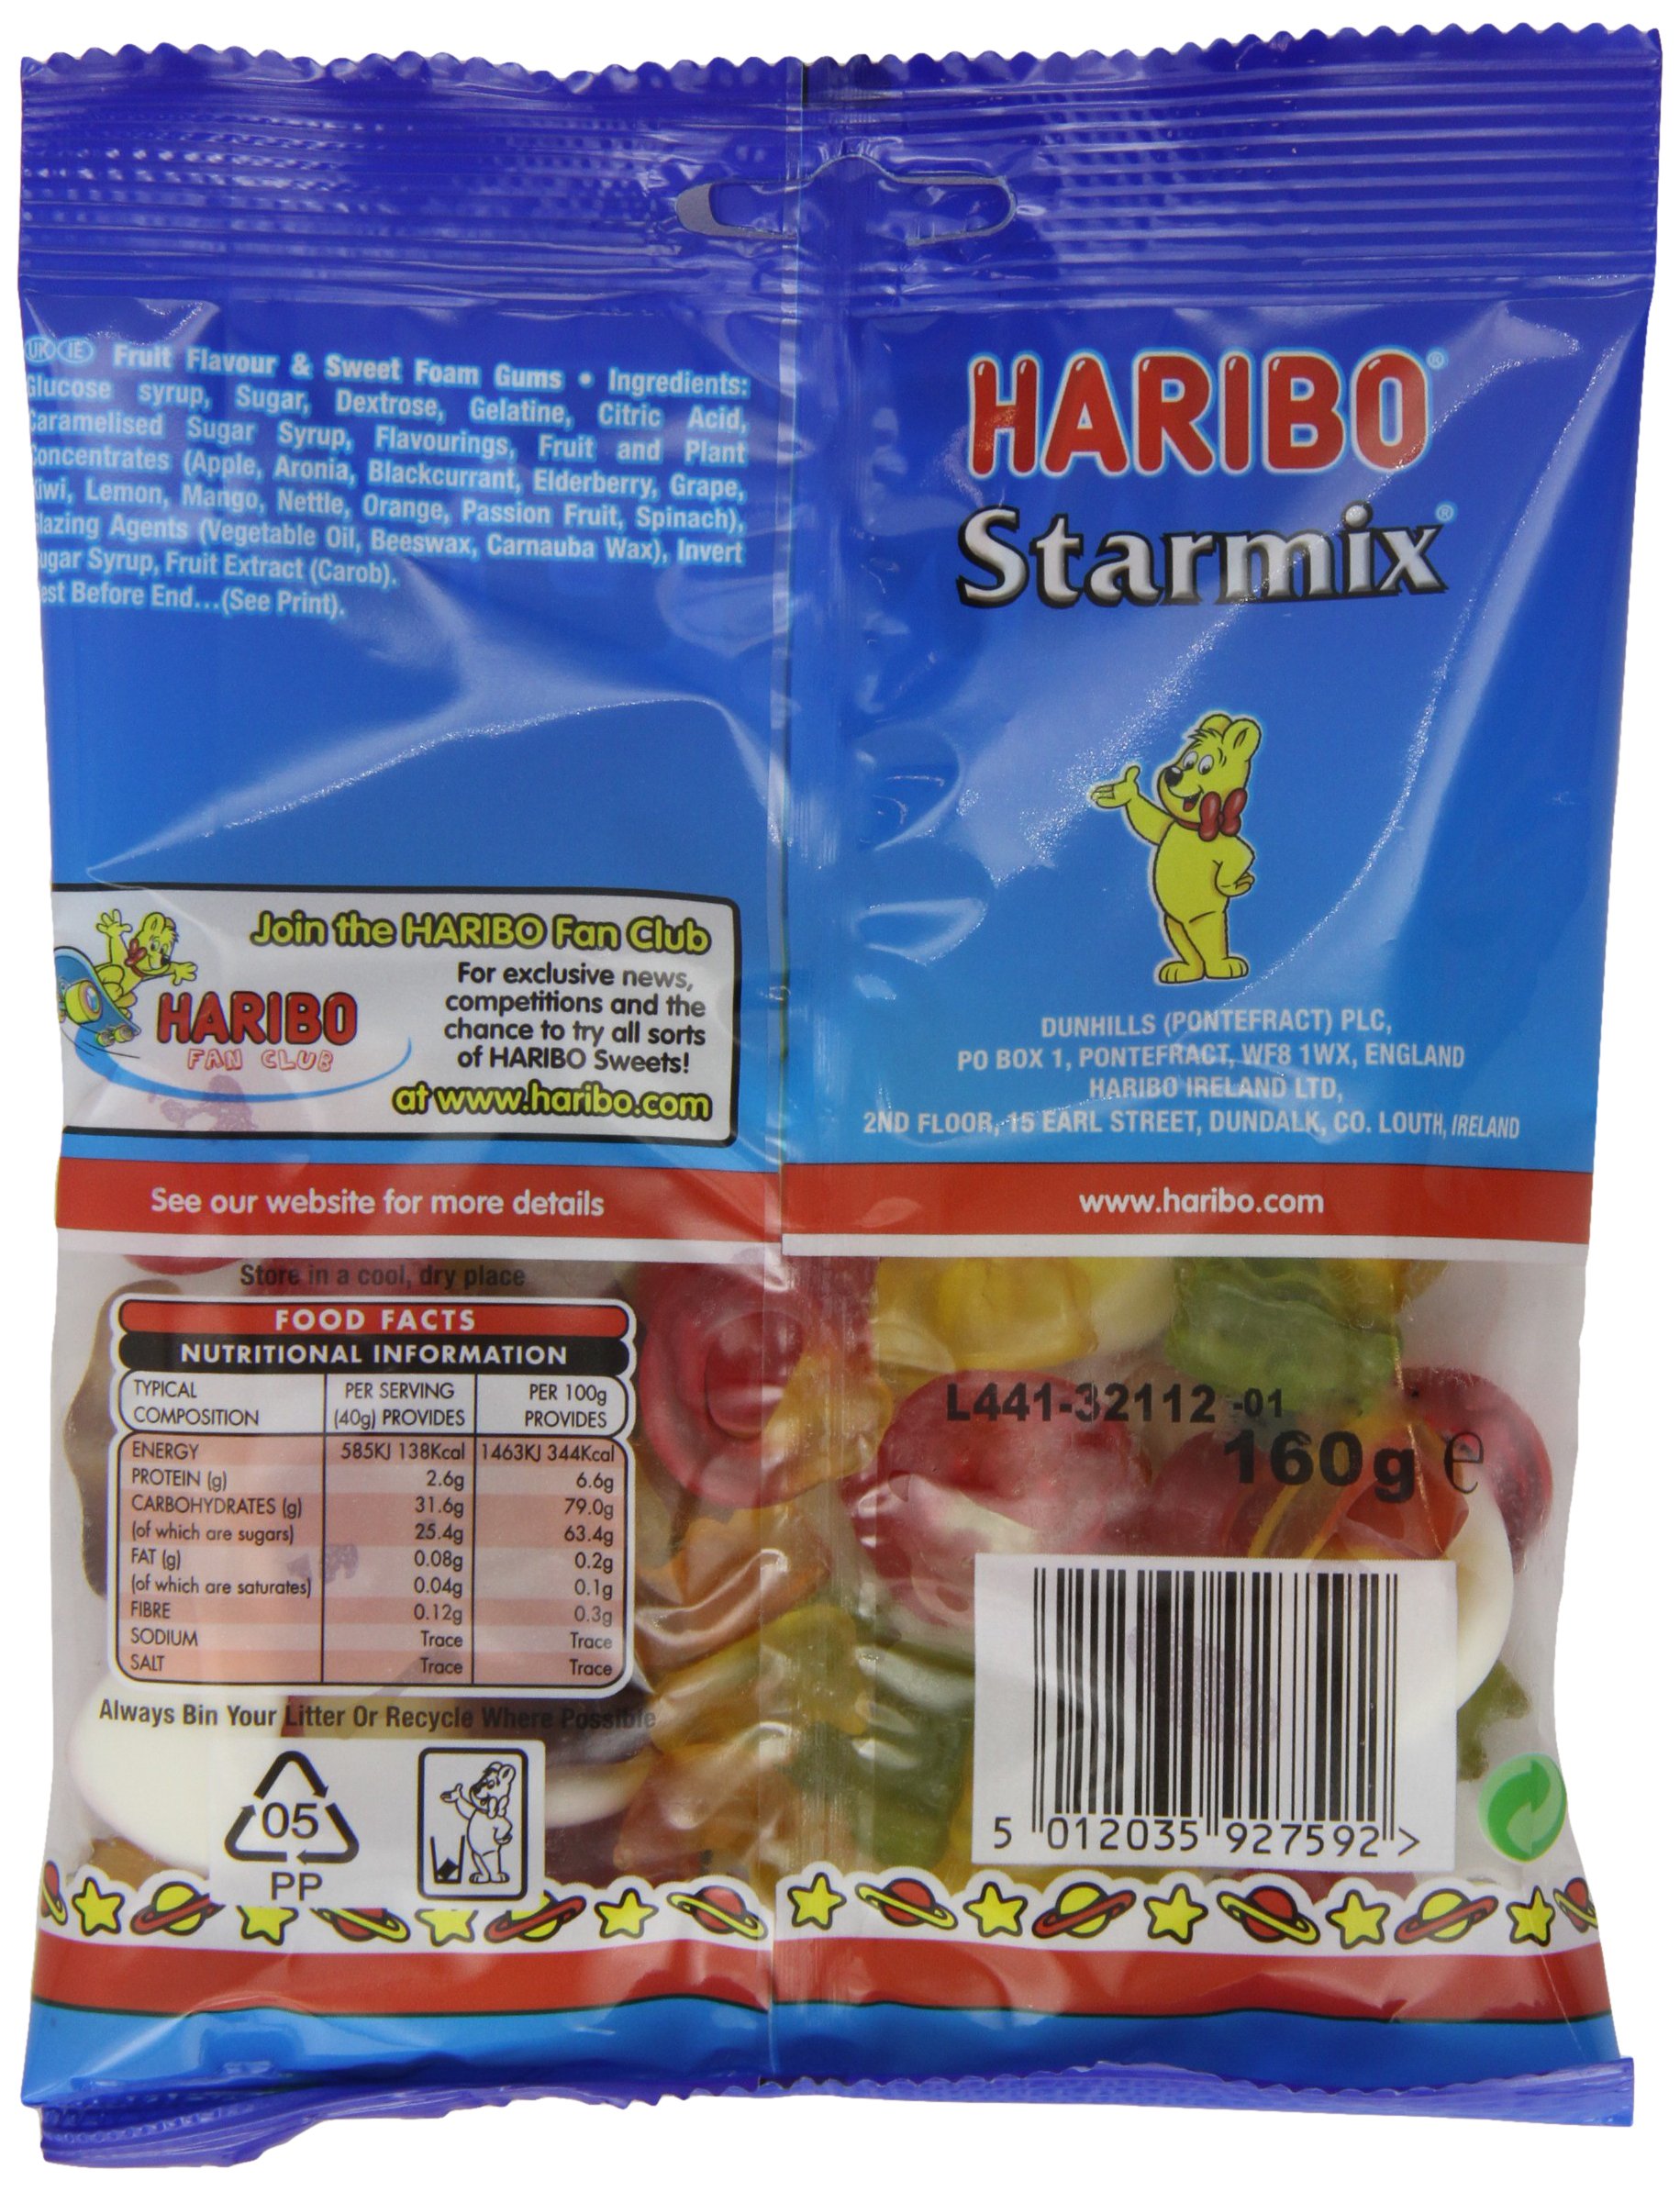 UK IE Fruit Flavour & Sweet Foam Gums • Ingredients:
Glucose syrup, Sugar, Dextrose, Gelatine, Citric Acid,
Caramelised Sugar Syrup, Flavourings, Fruit and Plant
Concentrates (Apple, Aronia, Blackcurrant, Elderberry, Grape,
Kiwi, Lemon, Mango, Nettle, Orange, Passion Fruit, Spinach),
lazing Agents (Vegetable Oil, Beeswax, Carnauba Wax), Invert
ugar Syrup, Fruit Extract (Carob).
est Before End...(See Print).
Join the HARIBO Fan Club
For exclusive news,
competitions and the
chance to try all sorts
of HARIBO Sweets!
at www.haribo.com
HARIBO
FAN CLUB
See our website for more details
Store in a cool, dry place
FOOD FACTS
NUTRITIONAL INFORMATION
TYPICAL COMPOSITION PER SERVING (40g) PROVIDES PER 100g PROVIDES
ENERGY 585KJ 138Kcal 1463KJ 344Kcal
PROTEIN (g) 2.6g 6.6g
CARBOHYDRATES (g) 31.6g 79.0g
(of which are sugars) 25.4g 63.4g
FAT (g) 0.08g 0.2g
(of which are saturates) 0.04g 0.1g
FIBRE 0.12g 0.3g
SODIUM Trace Trace
SALT Trace Trace
Always Bin Your Litter Or Recycle Where Possible
05
PP
HARIBO®
Starmix®
DUNHILLS (PONTEFRACT) PLC,
PO BOX 1, PONTEFRACT, WF8 1WX, ENGLAND
HARIBO IRELAND LTD,
2ND FLOOR, 15 EARL STREET, DUNDALK, CO. LOUTH, IRELAND
www.haribo.com
L441-32112 -01
160g e
5 012035 927592 >